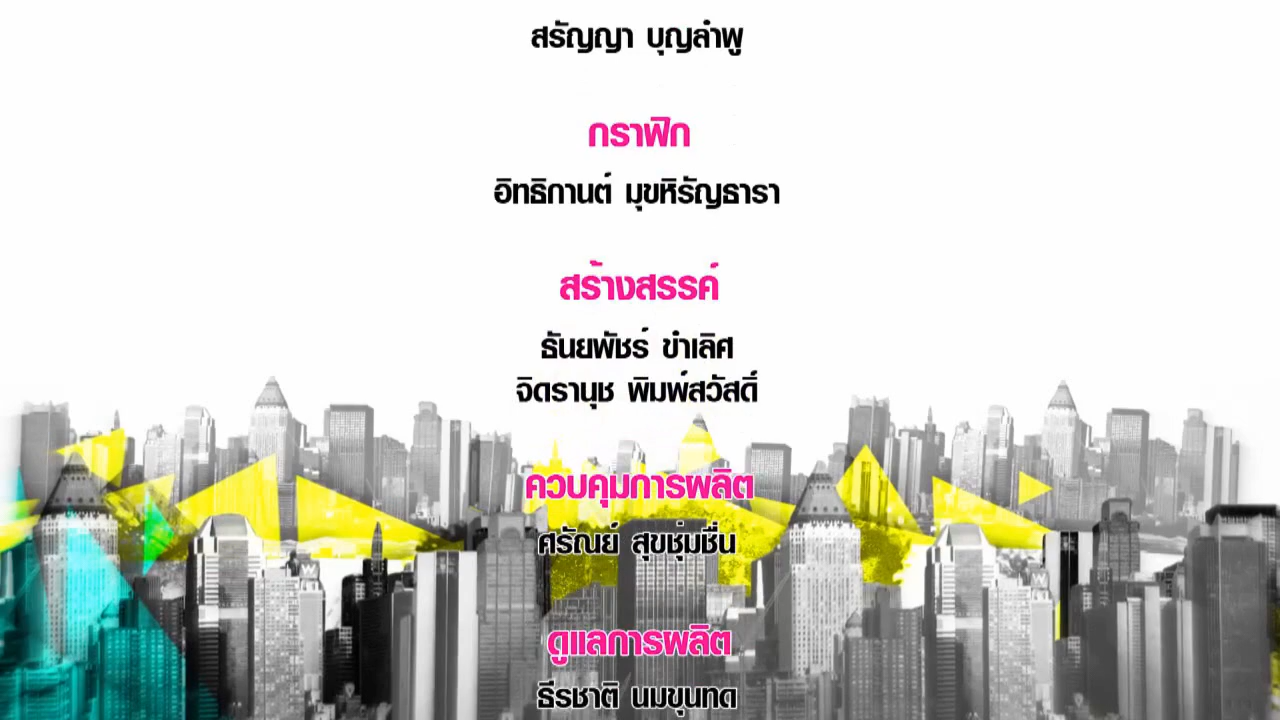 สรัญญา บุญลำพู
กราฟิก
อิทธิกานต์ มุขหิรัญธารา
สร้างสรรค์
ธันยพัชร์ ขำเลิศ
จิดรานุช พิมพ์สวัสดิ์
ควบคุมการผลิต
ศรัณย์ สุขชุ่มชื่น
ดูแลการผลิต
ธีรชาติ นมขุนทด